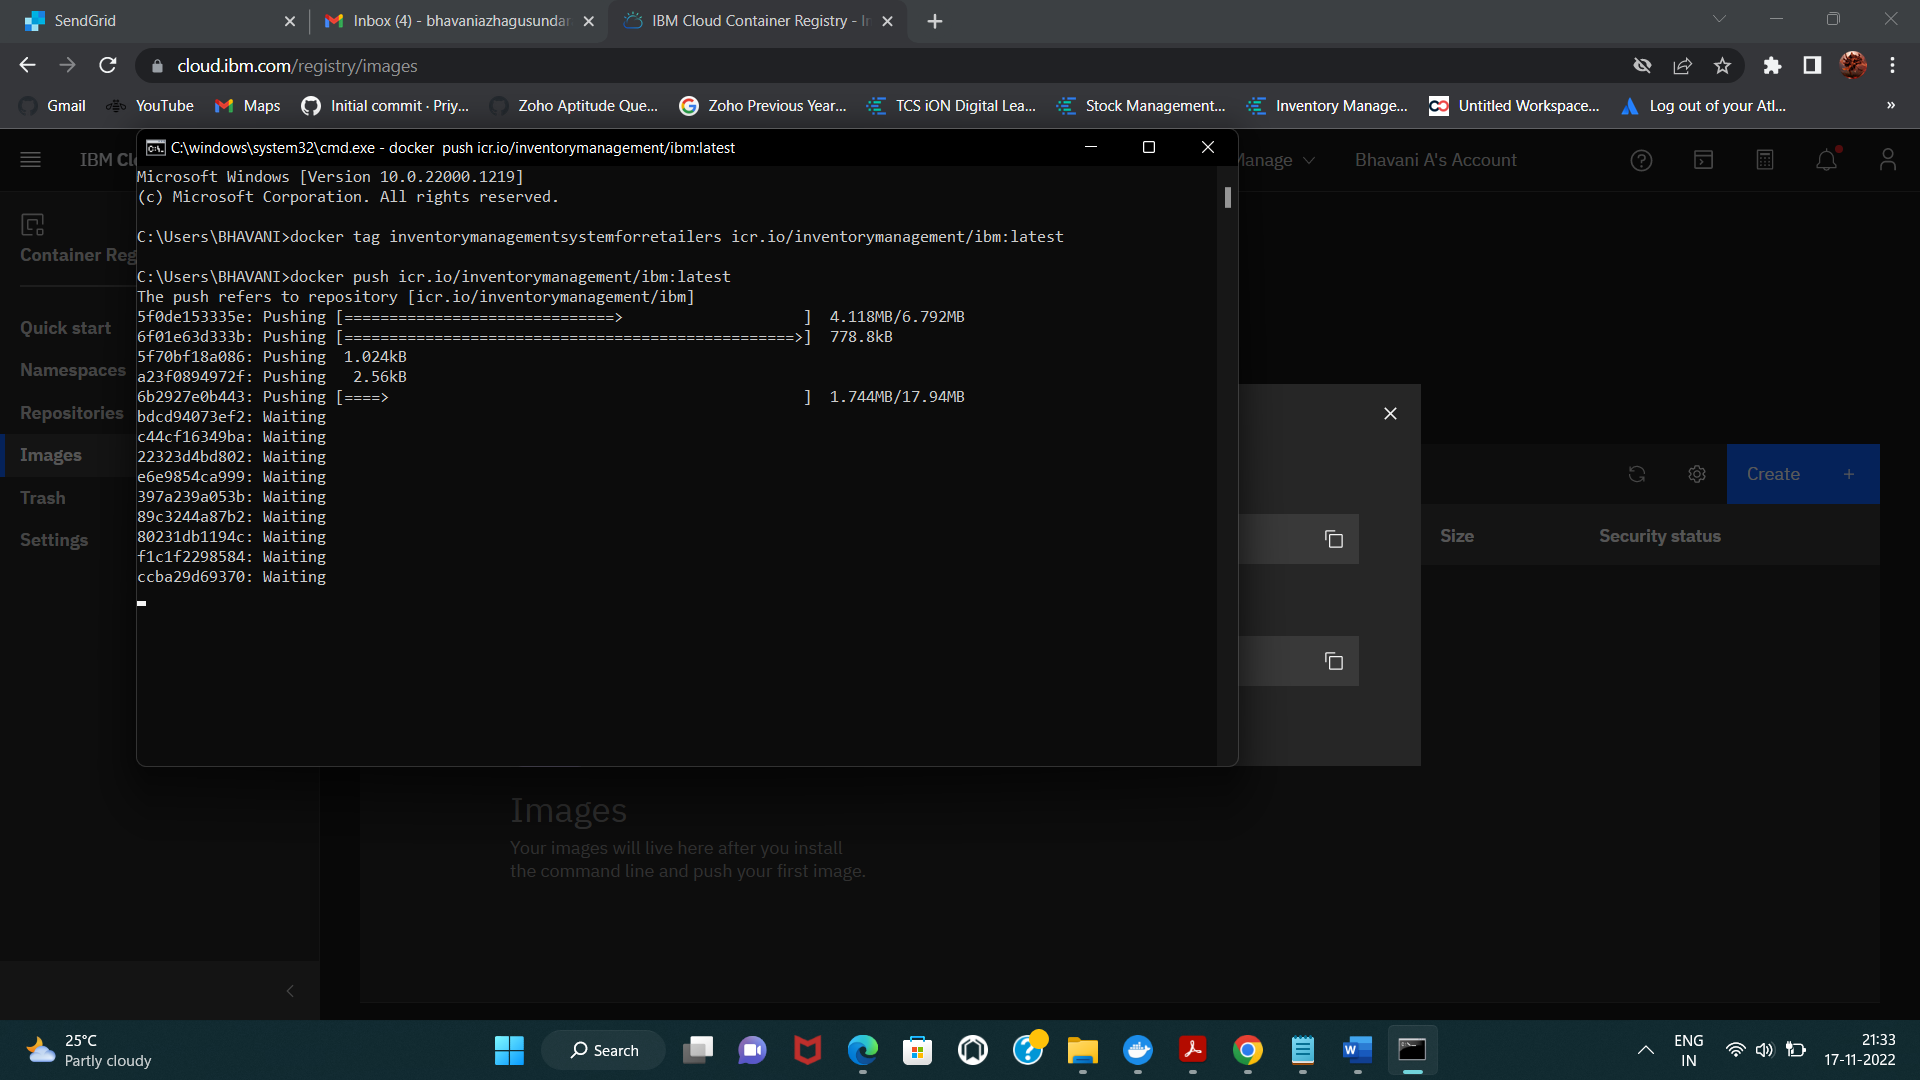 SendGrid
Inbox (4) - bhavaniazhagusundar
IBM Cloud Container Registry - In
cloud.ibm.com/registry/images
Gmail
YouTube
Maps
Initial commit · Priy...
Zoho Aptitude Que...
Zoho Previous Year...
TCS iON Digital Lea...
Stock Management...
Inventory Manage...
Untitled Workspace...
Log out of your Atl...
»
C:\windows\system32\cmd.exe - docker push icr.io/inventorymanagement/ibm:latest
IBM Cl
Manage
Bhavani A's Account
Microsoft Windows [Version 10.0.22000.1219]
(c) Microsoft Corporation. All rights reserved.
C:\Users\BHAVANI>docker tag inventorymanagementsystemforretailers icr.io/inventorymanagement/ibm:latest
C:\Users\BHAVANI>docker push icr.io/inventorymanagement/ibm:latest
The push refers to repository [icr.io/inventorymanagement/ibm]
5f0de153335e: Pushing [==============================>                    ]  4.118MB/6.792MB
6f01e63d333b: Pushing [==================================================>]  778.8kB
5f70bf18a086: Pushing  1.024kB
a23f0894972f: Pushing   2.56kB
6b2927e0b443: Pushing [====>                                              ]  1.744MB/17.94MB
bdcd94073ef2: Waiting
c44cf16349ba: Waiting
22323d4bd802: Waiting
e6e9854ca999: Waiting
397a239a053b: Waiting
89c3244a87b2: Waiting
80231db1194c: Waiting
f1c1f2298584: Waiting
ccba29d69370: Waiting
Container Reg
Quick start
Namespaces
Repositories
Images
Trash
Settings
Create +
Size
Security status
Images
Your images will live here after you install
the command line and push your first image.
25°C
Partly cloudy
Search
ENG
IN
21:33
17-11-2022